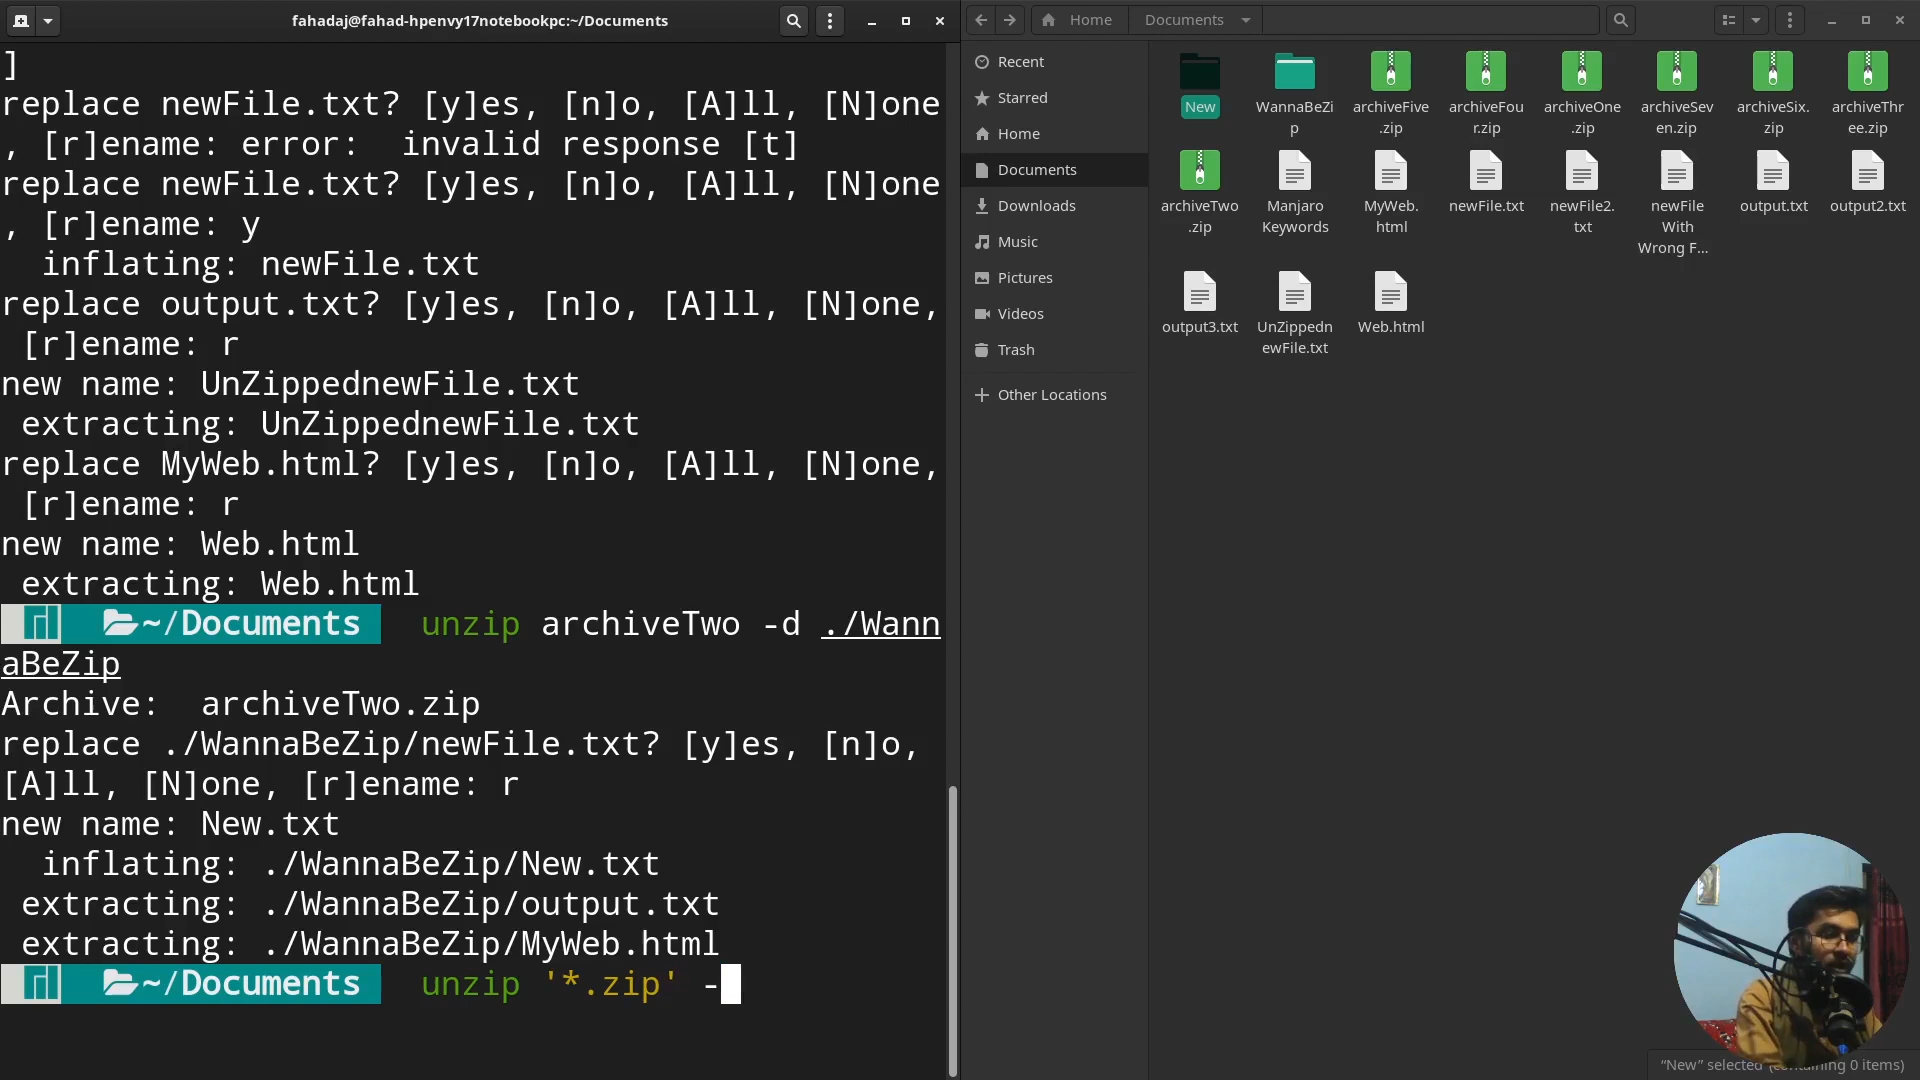 fahadaj@fahad-hpenvy17notebookpc:~/Documents
]
replace newFile.txt? [y]es, [n]o, [A]ll, [N]one
, [r]ename: error:  invalid response [t]
replace newFile.txt? [y]es, [n]o, [A]ll, [N]one
, [r]ename: y
inflating: newFile.txt
replace output.txt? [y]es, [n]o, [A]ll, [N]one,
[r]ename: r
new name: UnZippednewFile.txt
extracting: UnZippednewFile.txt
replace MyWeb.html? [y]es, [n]o, [A]ll, [N]one,
[r]ename: r
new name: Web.html
extracting: Web.html
~/Documents unzip archiveTwo -d ./Wann
aBeZip
Archive:  archiveTwo.zip
replace ./WannaBeZip/newFile.txt? [y]es, [n]o,
[A]ll, [N]one, [r]ename: r
new name: New.txt
inflating: ./WannaBeZip/New.txt
extracting: ./WannaBeZip/output.txt
extracting: ./WannaBeZip/MyWeb.html
~/Documents unzip '*.zip' -
Home Documents
Recent
Starred
Home
Documents
Downloads
Music
Pictures
Videos
Trash
Other Locations
New
WannaBeZi
p
archiveFive
.zip
archiveFou
r.zip
archiveOne
.zip
archiveSev
en.zip
archiveSix.
zip
archiveThr
ee.zip
archiveTwo
.zip
Manjaro
Keywords
MyWeb.
html
newFile.txt
newFile2.
txt
newFile
With
Wrong F...
output.txt
output2.txt
output3.txt
UnZippedn
ewFile.txt
Web.html
"New" selected (containing 0 items)